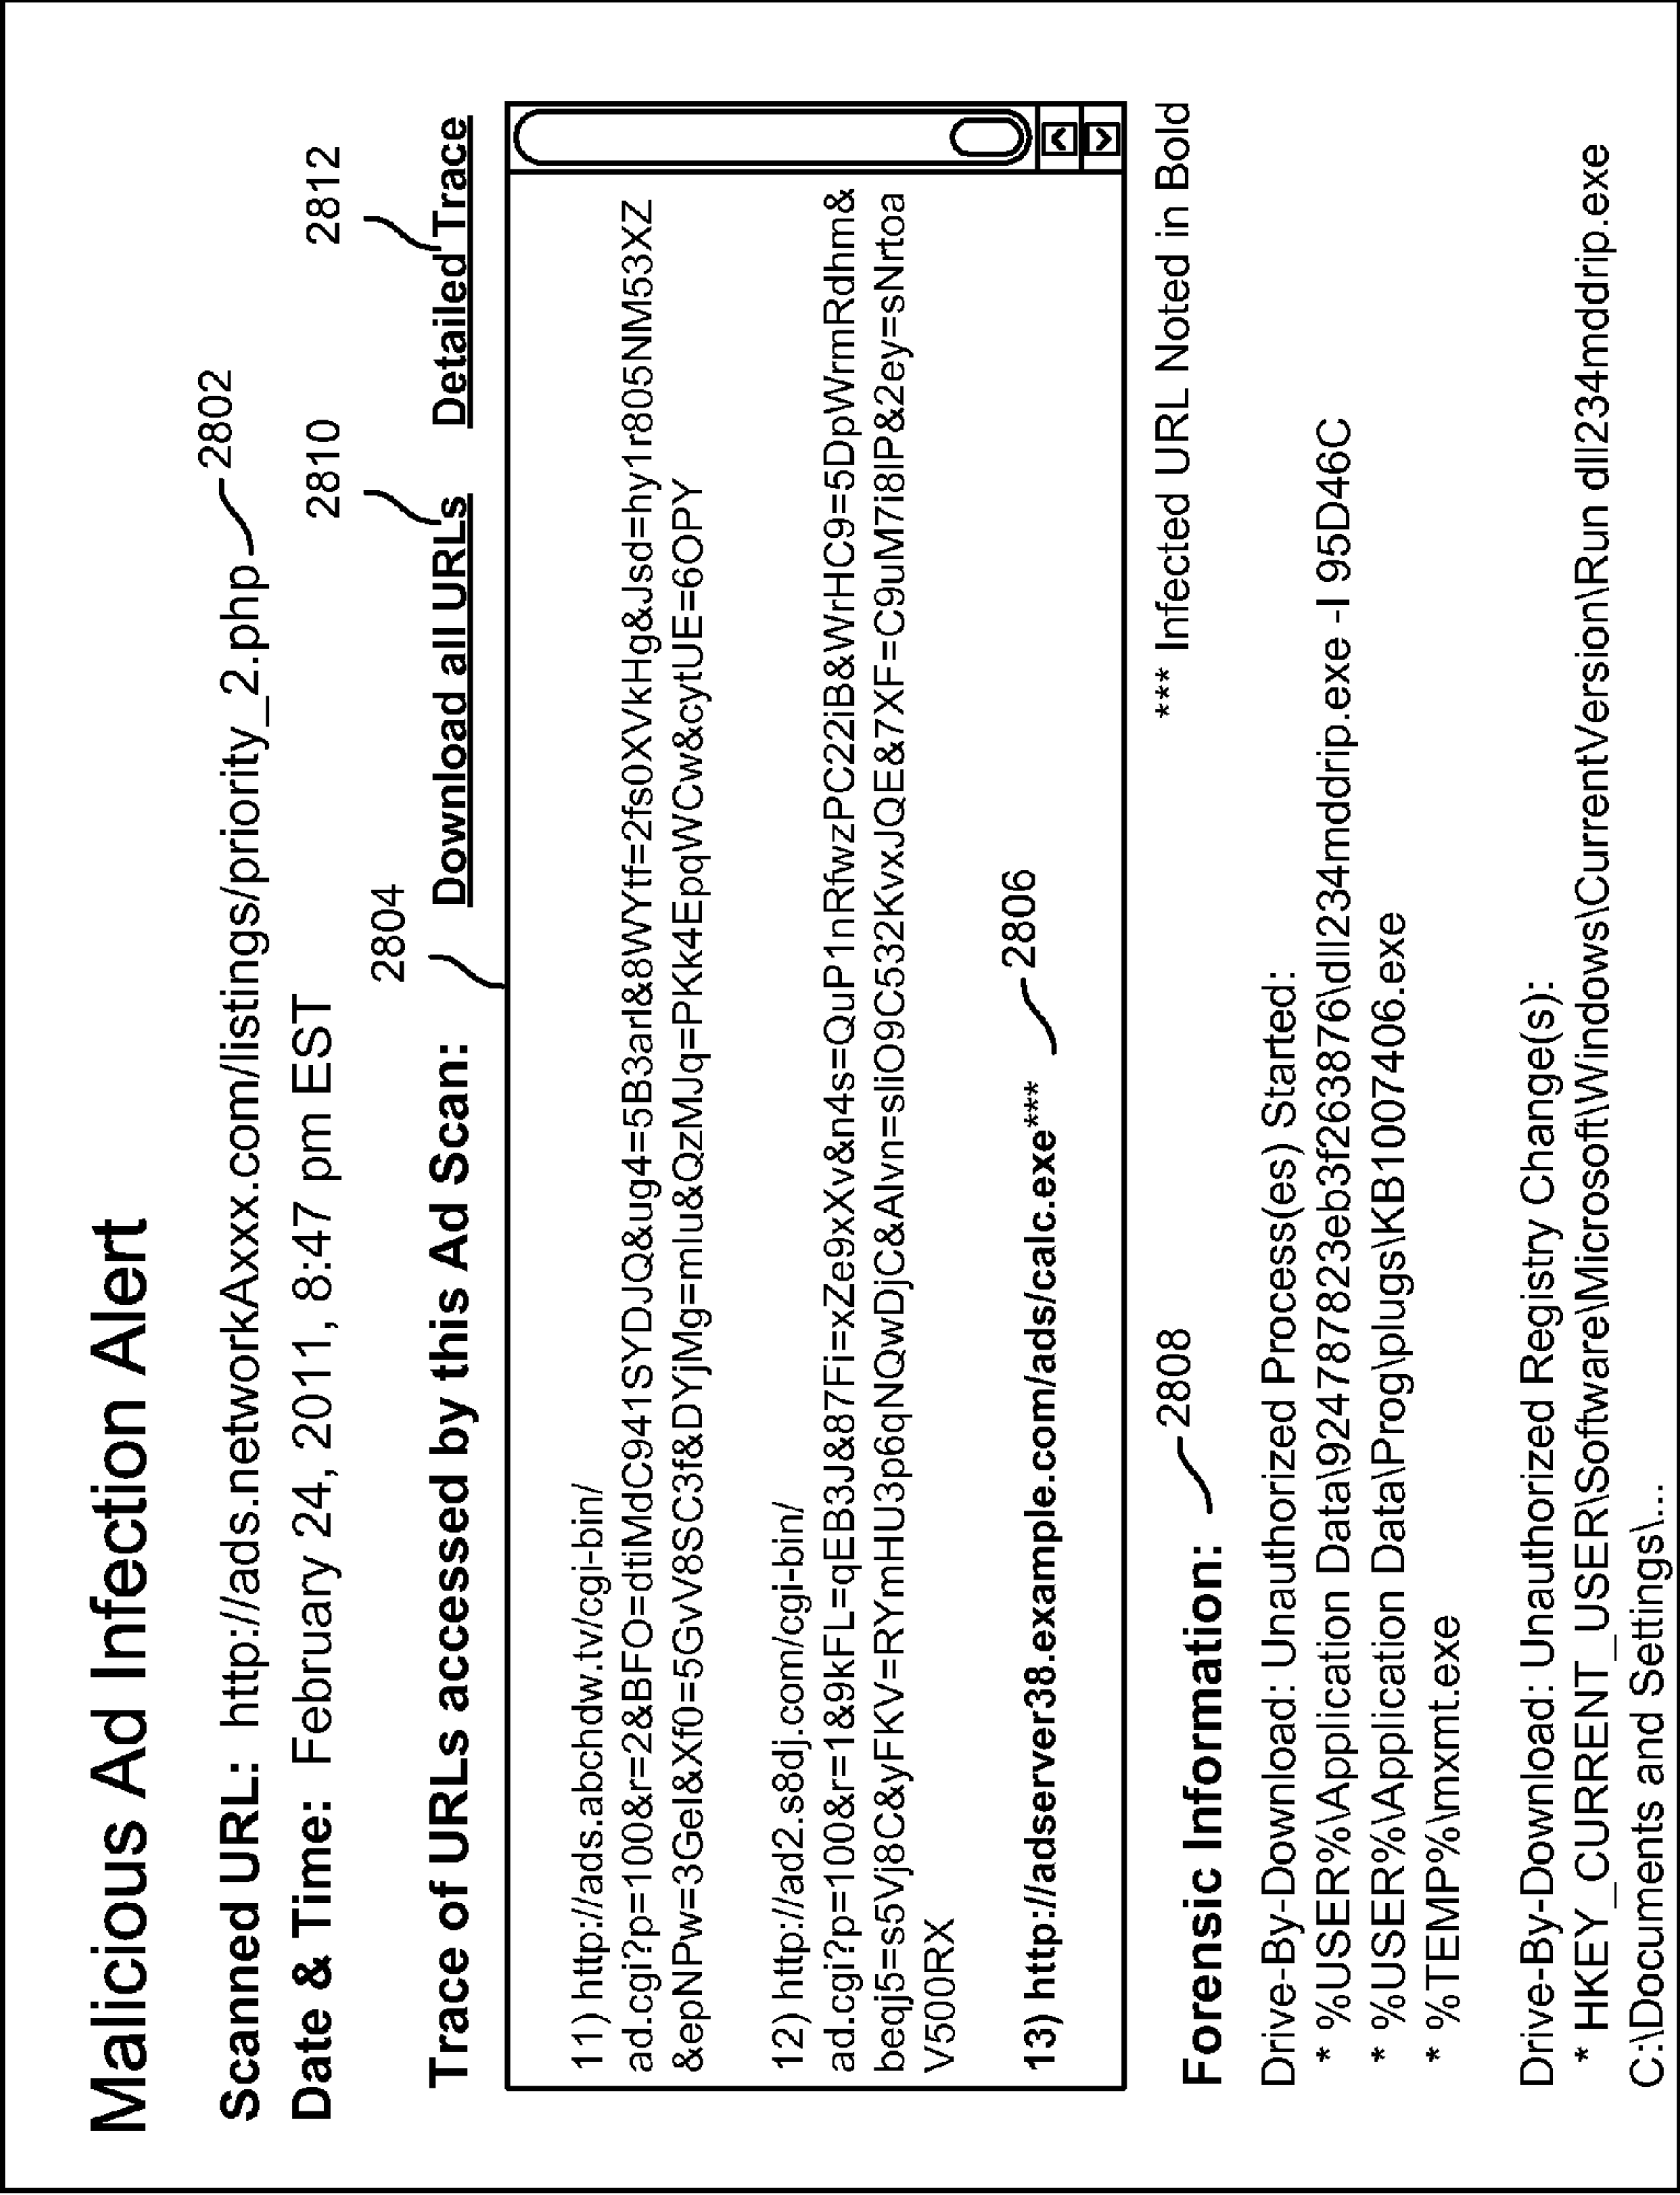 Malicious Ad Infection Alert
Scanned URL: http://ads.networkAxxx.com/listings/priority_2.php 2802
Date & Time: February 24, 2011, 8:47 pm EST
2804
2810
2812
Trace of URLs accessed by this Ad Scan:
Download all URLs
Detailed Trace
11) http://ads.abchdw.tv/cgi-bin/
ad.cgi?p=100&r=2&BFO=dtiMdC941SYDJQ&ug4=5B3arl&8WYtf=2fs0XVkHg&Jsd=hy1r805NM53XZ
&epNPw=3Gel&Xf0=5GvV8SC3f&DYjMg=mlu&QzMJq=PKk4EpqWCw&cytUE=6OPY
12) http://ad2.s8dj.com/cgi-bin/
ad.cgi?p=100&r=1&9kFL=qEB3J&87Fi=xZe9xXv&n4s=QuP1nRfwzPC22iB&WrHC9=5DpWrmRdhm&
beqj5=s5Vj8C&yFKV=RYmHU3p6qNQwDjC&Alvn=sliO9C532KvxJQE&7XF=C9uM7i8lP&2ey=sNrtoa
V500RX
13) http://adserver38.example.com/ads/calc.exe*** 2806
*** Infected URL Noted in Bold
Forensic Information: 2808
Drive-By-Download: Unauthorized Process(es) Started:
* %USER%\Application Data\924787823eb3f263876\dll234mddrip.exe -I 95D46C
* %USER%\Application Data\Prog\plugs\KB1007406.exe
* %TEMP%\mxmt.exe
Drive-By-Download: Unauthorized Registry Change(s):
* HKEY_CURRENT_USER\Software\Microsoft\Windows\CurrentVersion\Run dll234mddrip.exe
C:\Documents and Settings\...